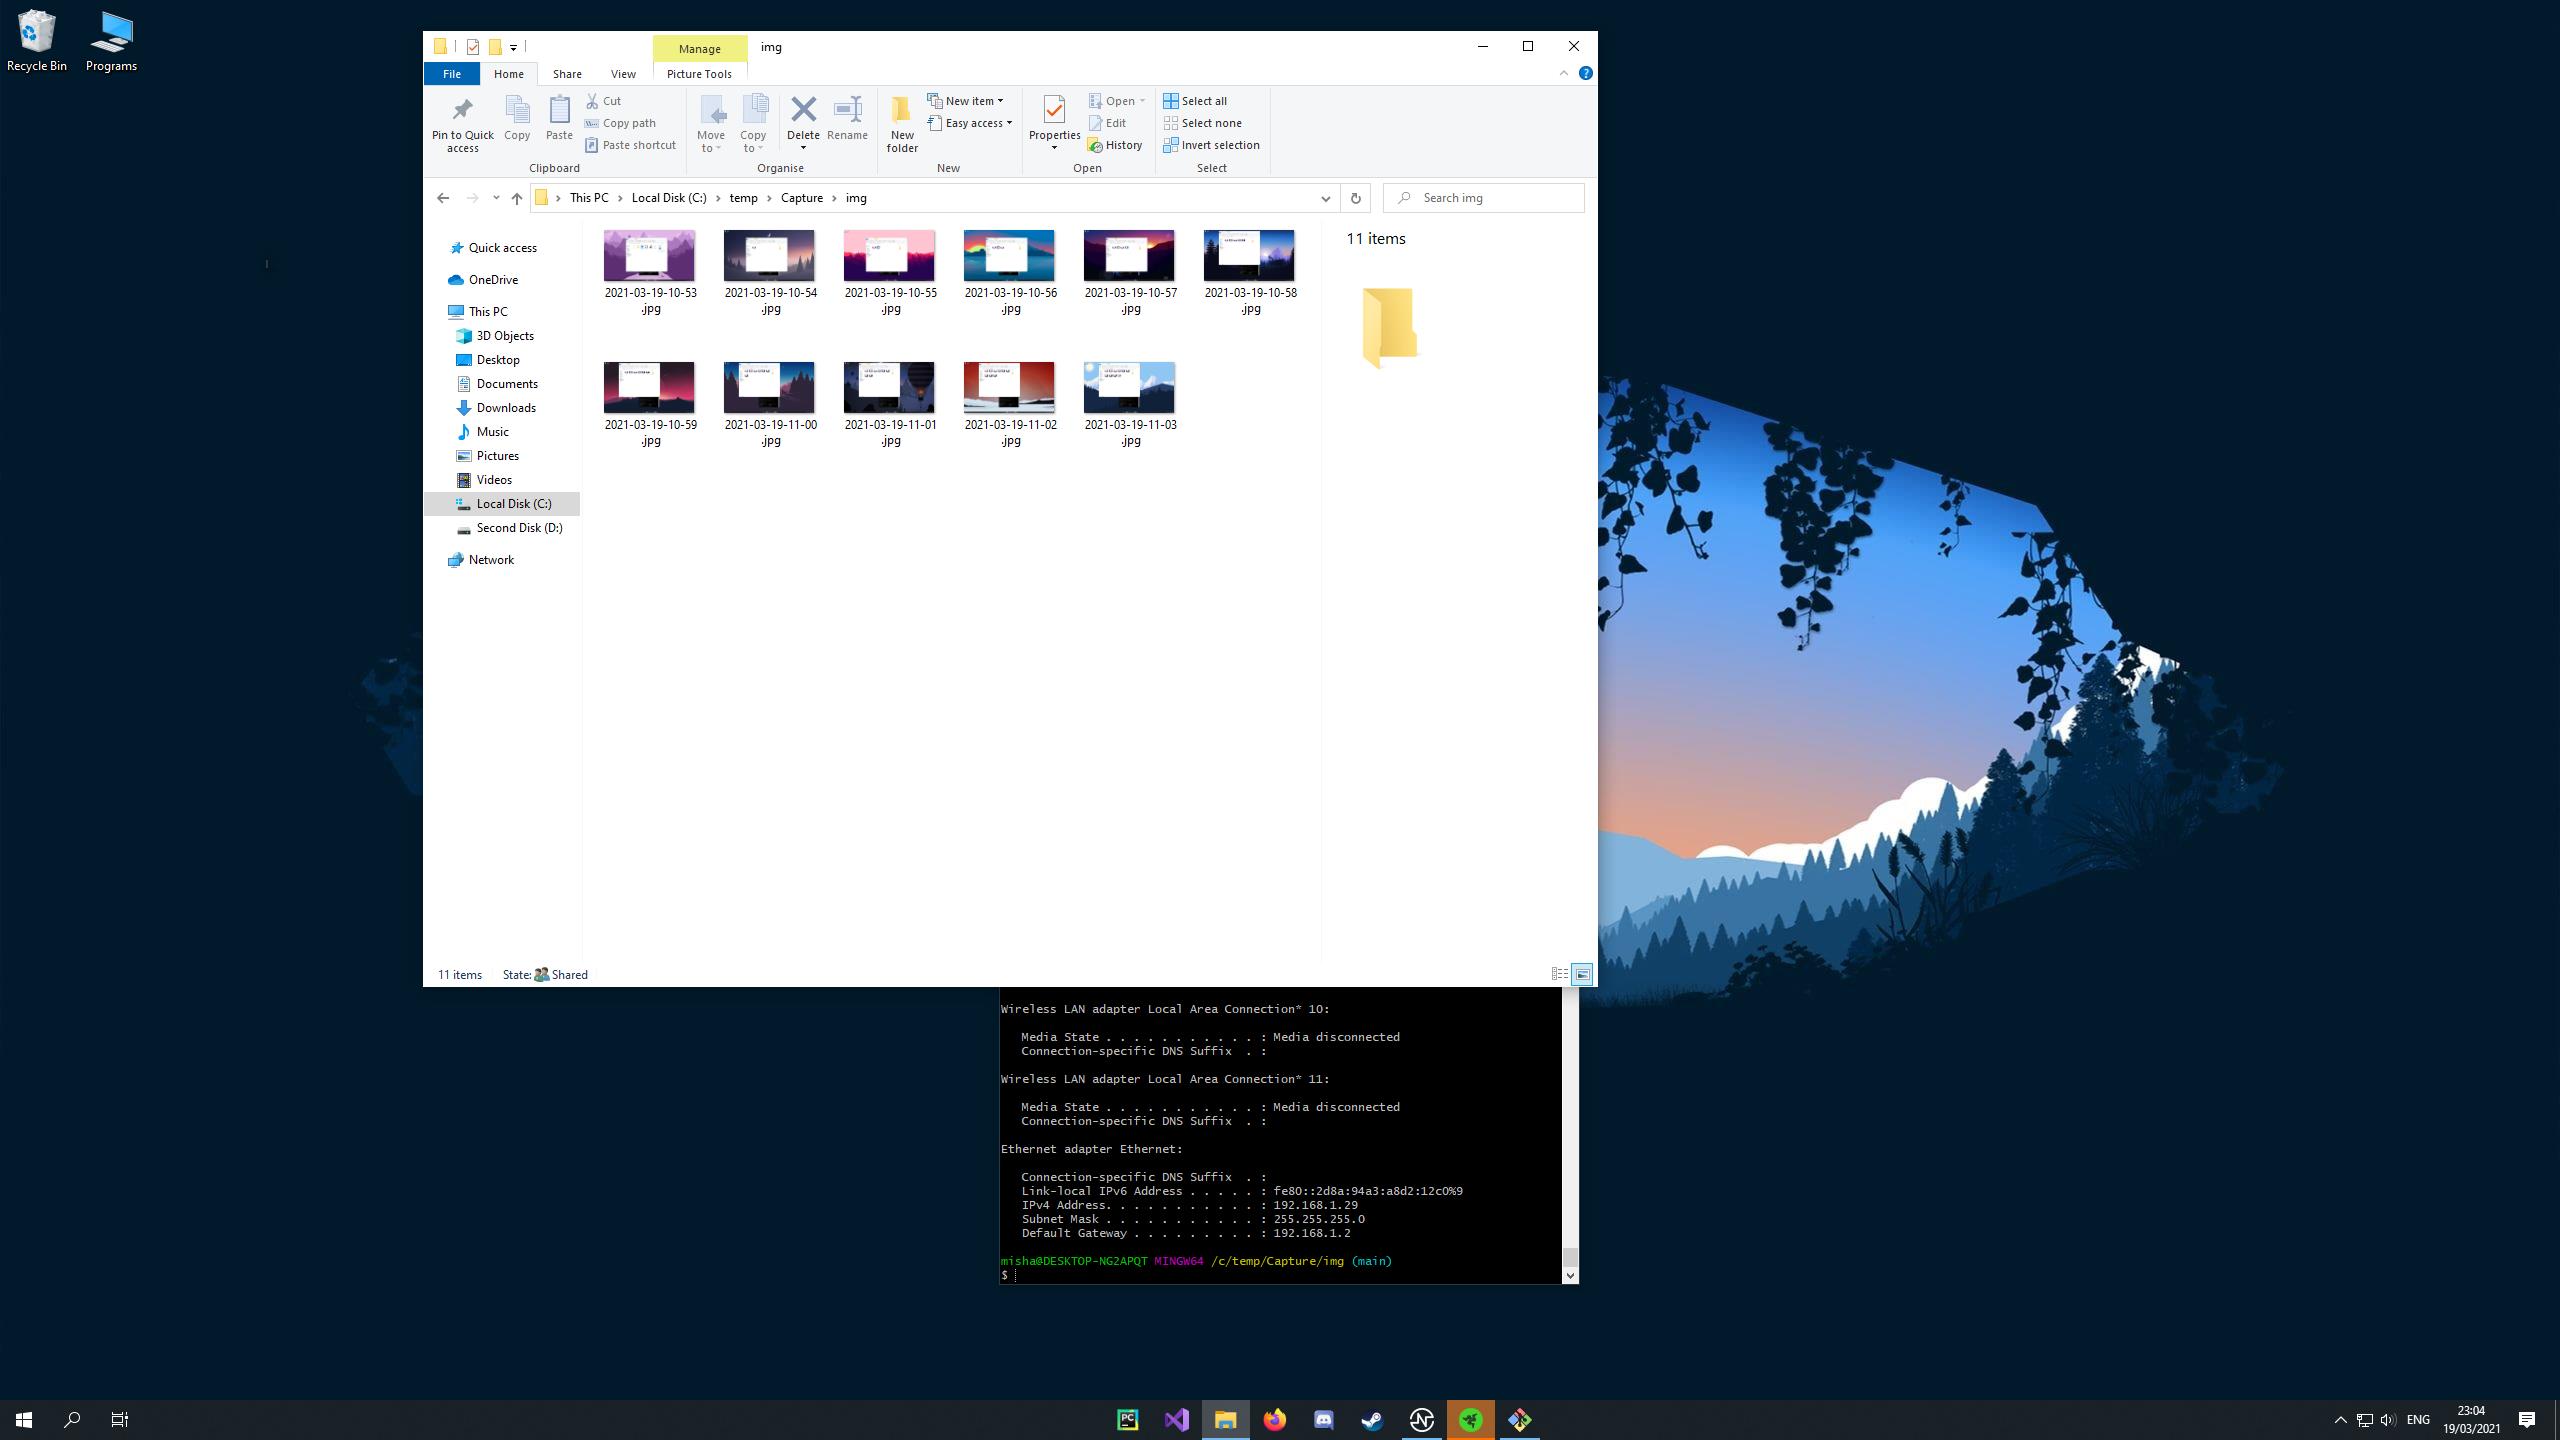 Recycle Bin
Programs
Manage
img
File
Home
Share
View
Picture Tools
Pin to Quick
access
Copy
Paste
Cut
Copy path
Paste shortcut
Clipboard
Move
to
Copy
to
Delete
Rename
Organise
New
folder
New item
Easy access
New
Properties
Open
Edit
History
Open
Select all
Select none
Invert selection
Select
This PC
Local Disk (C:)
temp
Capture
img
Search img
Quick access
OneDrive
This PC
3D Objects
Desktop
Documents
Downloads
Music
Pictures
Videos
Local Disk (C:)
Second Disk (D:)
Network
2021-03-19-10-53
.jpg
2021-03-19-10-54
.jpg
2021-03-19-10-55
.jpg
2021-03-19-10-56
.jpg
2021-03-19-10-57
.jpg
2021-03-19-10-58
.jpg
2021-03-19-10-59
.jpg
2021-03-19-11-00
.jpg
2021-03-19-11-01
.jpg
2021-03-19-11-02
.jpg
2021-03-19-11-03
.jpg
11 items
11 items
State:
Shared
Wireless LAN adapter Local Area Connection* 10:
Media State . . . . . . . . . . . : Media disconnected
Connection-specific DNS Suffix  . :
Wireless LAN adapter Local Area Connection* 11:
Media State . . . . . . . . . . . : Media disconnected
Connection-specific DNS Suffix  . :
Ethernet adapter Ethernet:
Connection-specific DNS Suffix  . :
Link-local IPv6 Address . . . . . : fe80::2d8a:94a3:a8d2:12c0%9
IPv4 Address. . . . . . . . . . . : 192.168.1.29
Subnet Mask . . . . . . . . . . . : 255.255.255.0
Default Gateway . . . . . . . . . : 192.168.1.2
misha@DESKTOP-NG2APQT MINGW64 /c/temp/Capture/img (main)
$
PC
ENG
23:04
19/03/2021